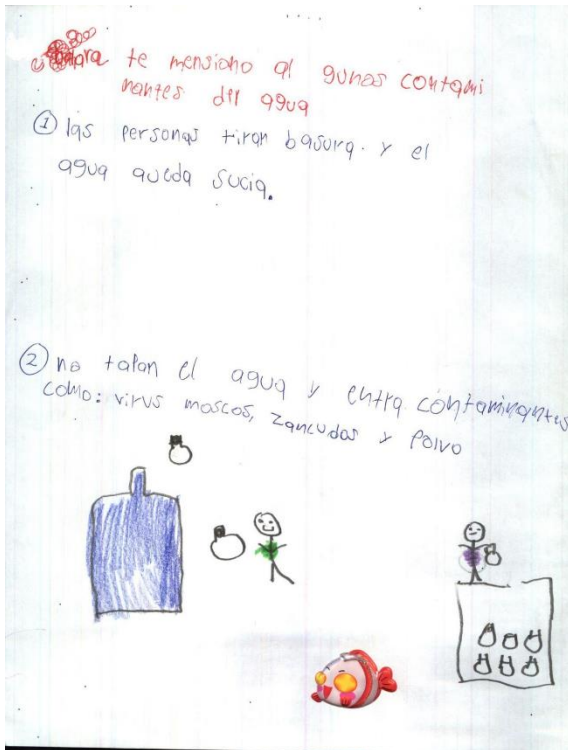 te mensiono al gunas contami
nantes del agua
① las personas tiran basura. y el
agua queda sucia.
② no tapan el agua y entra contaminantes
como: virus moscos, zancudos y polvo